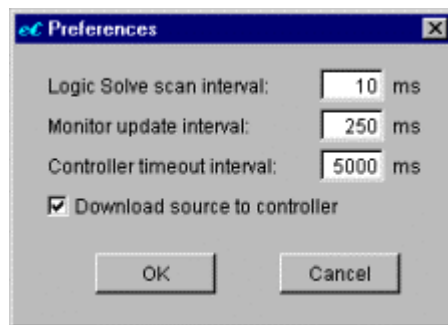 eC Preferences
Logic Solve scan interval: 10 ms
Monitor update interval: 250 ms
Controller timeout interval: 5000 ms
Download source to controller
OK Cancel